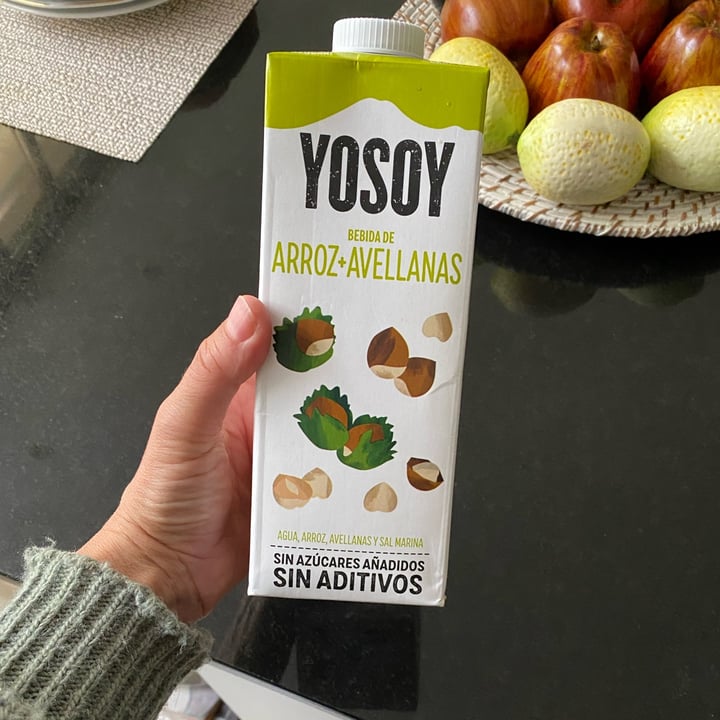 YOSOY
BEBIDA DE
ARROZ+AVELLANAS
AGUA, ARROZ, AVELLANAS Y SAL MARINA
SIN AZÚCARES AÑADIDOS
SIN ADITIVOS